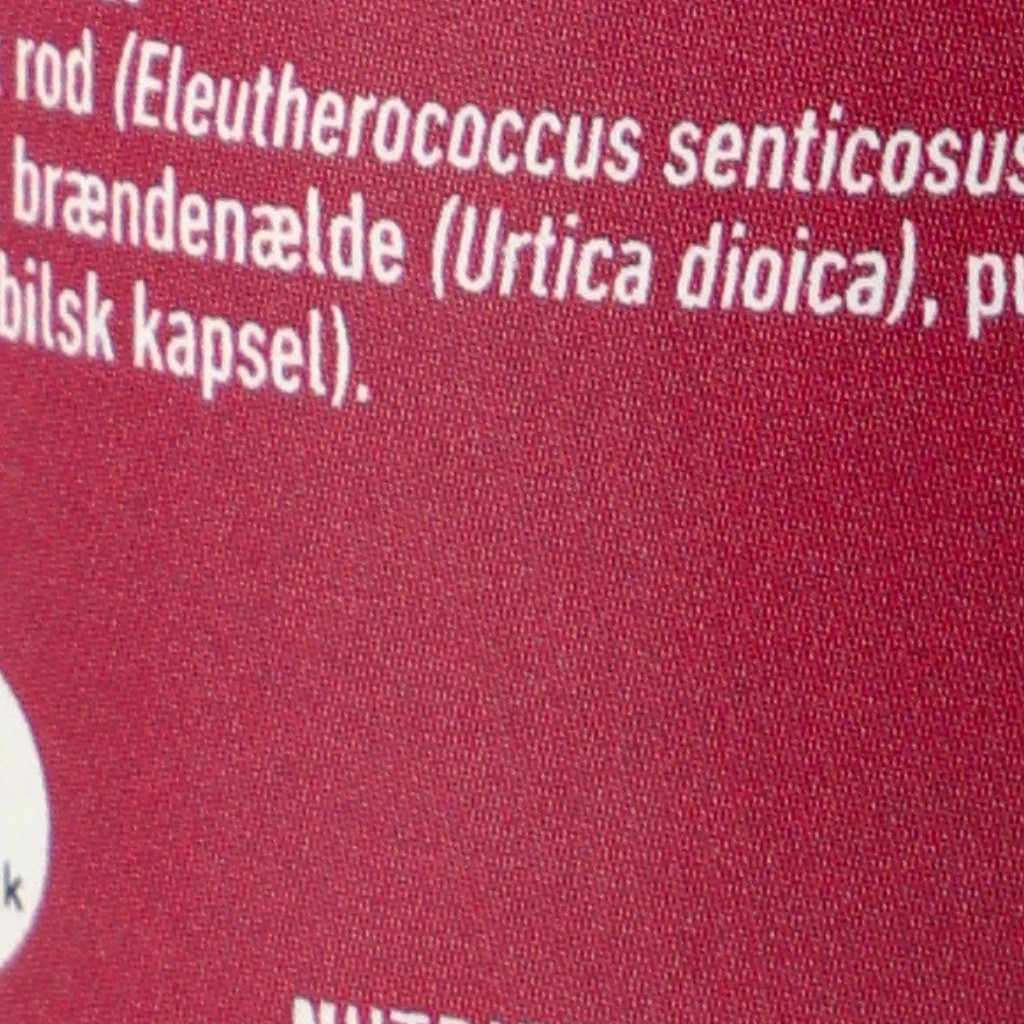 rod (Eleutherococcus senticosus
brændenælde (Urtica dioica), 
bilsk kapsel).
k